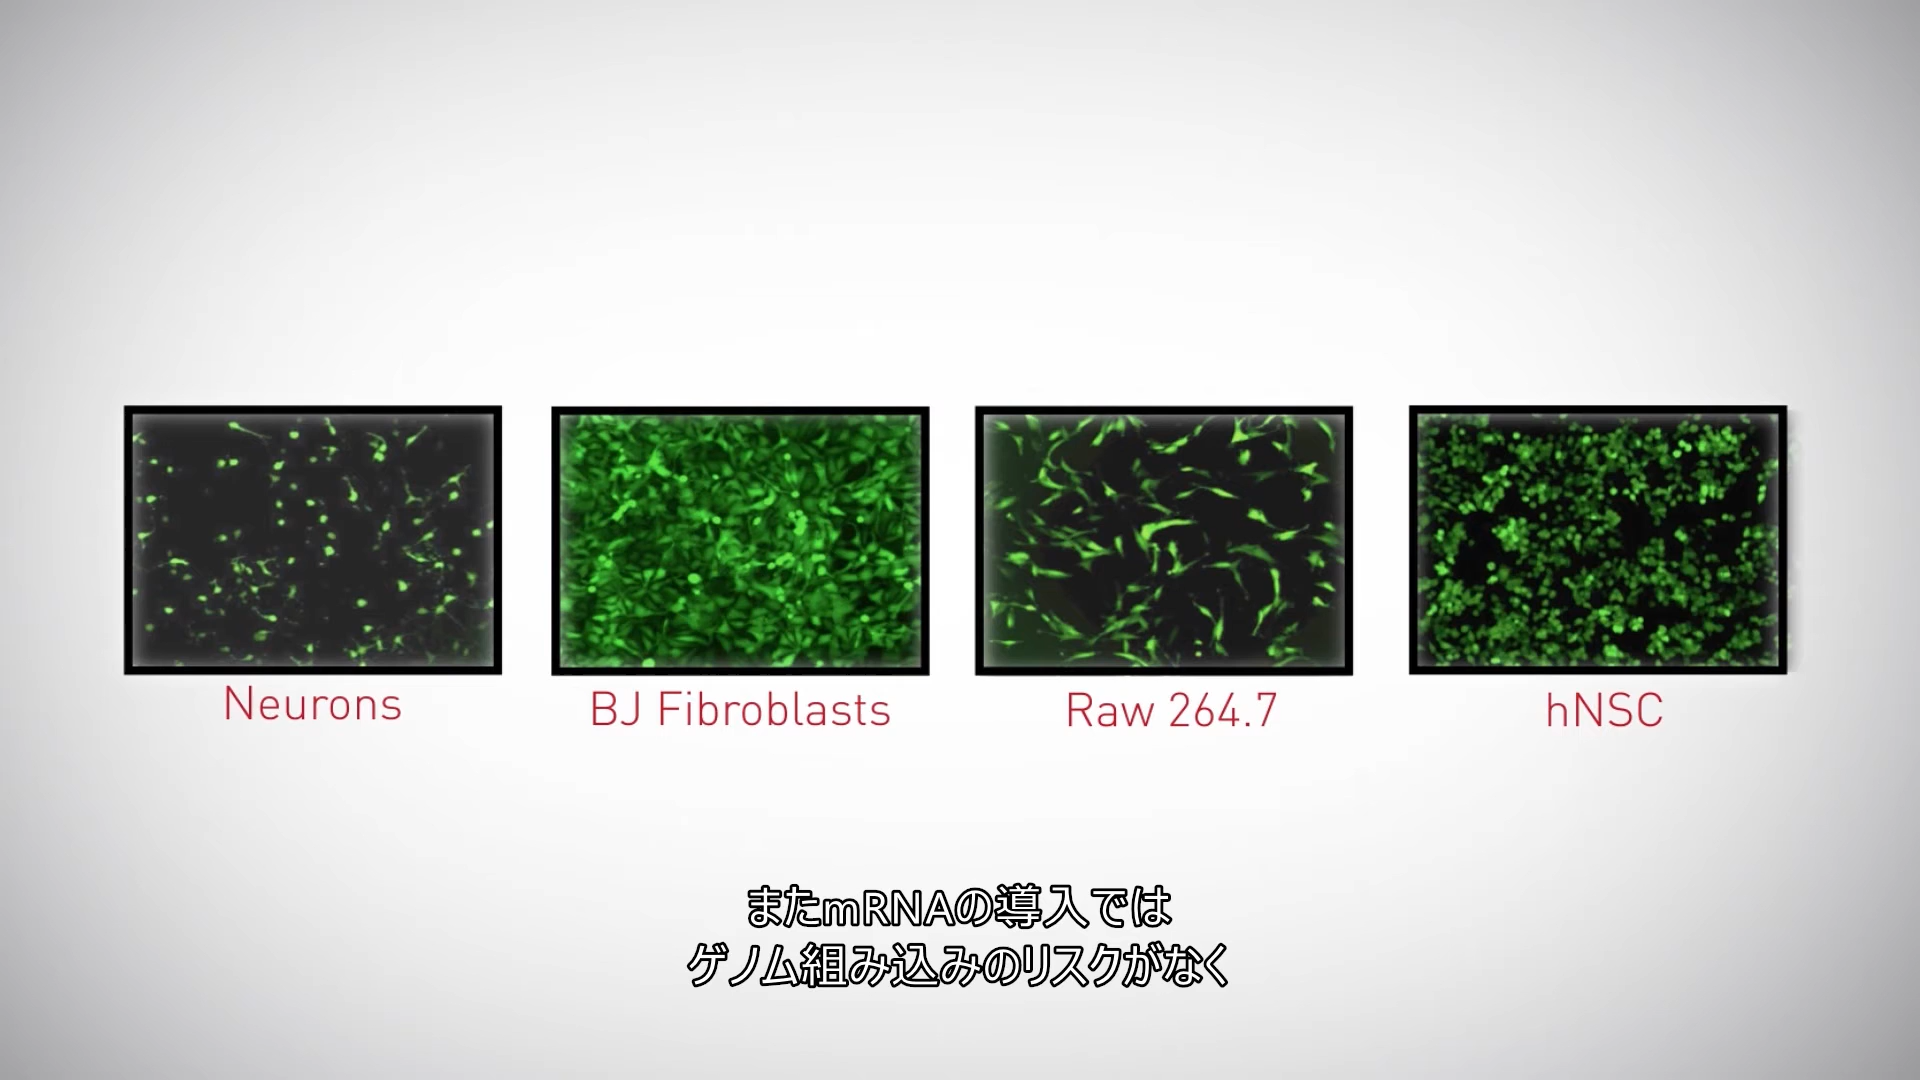 Neurons
BJ Fibroblasts
Raw 264.7
hNSC
またmRNAの導入では
ゲノム組み込みのリスクがなく